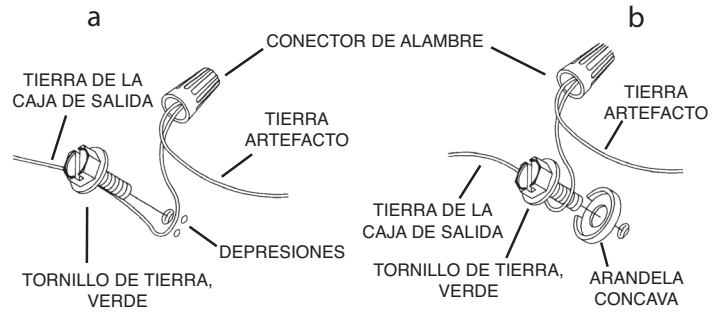 a
b
CONECTOR DE ALAMBRE
TIERRA DE LA
CAJA DE SALIDA
TIERRA
ARTEFACTO
DEPRESIONES
TORNILLO DE TIERRA,
VERDE
TIERRA
ARTEFACTO
TIERRA DE LA
CAJA DE SALIDA
TORNILLO DE TIERRA,
VERDE
ARANDELA
CONCAVA